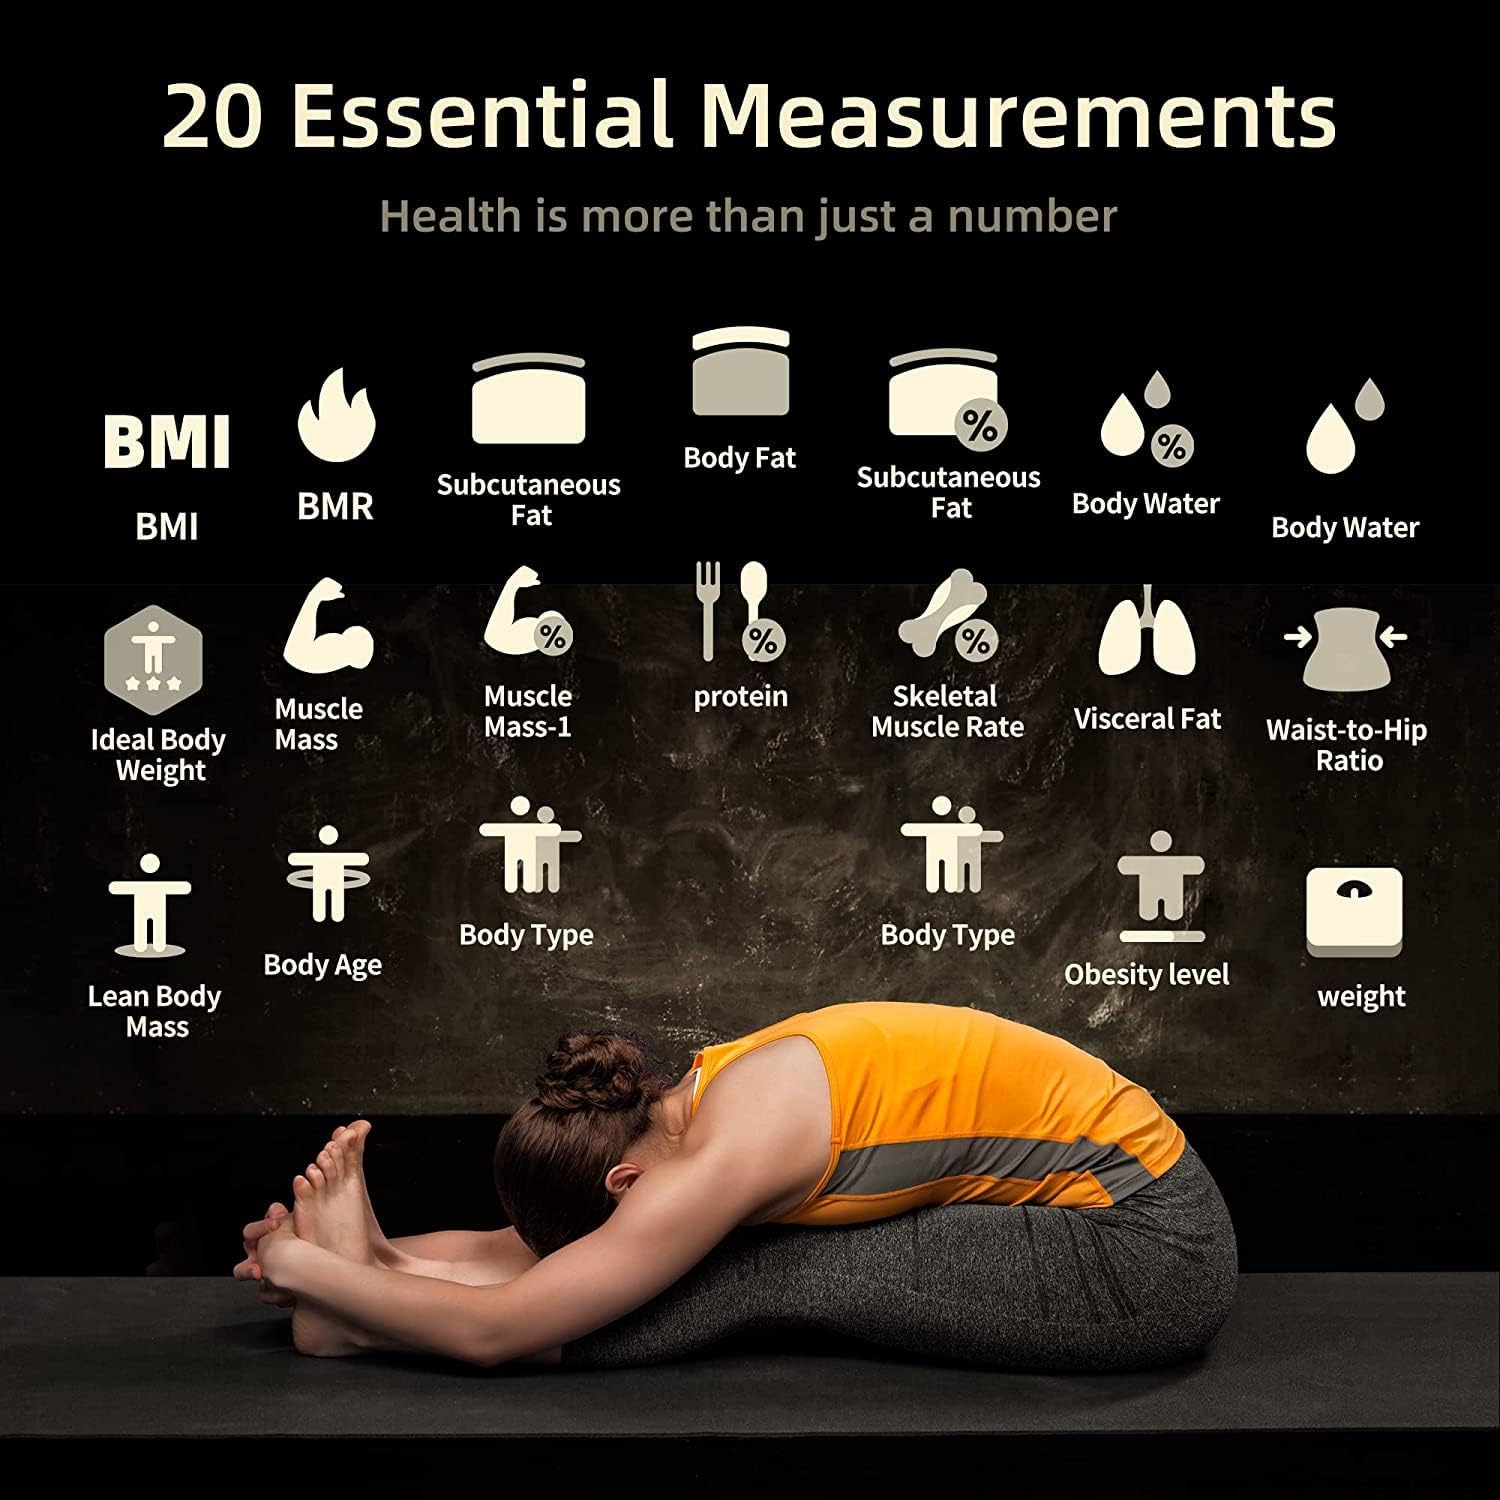 20 Essential Measurements
Health is more than just a number
BMI
BMI
BMR
Subcutaneous
Fat
Body Fat
%
Subcutaneous
Fat
%
Body Water
Body Water
Ideal Body
Weight
Muscle
Mass
%
Muscle
Mass-1
%
protein
%
Skeletal
Muscle Rate
Visceral Fat
Waist-to-Hip
Ratio
Lean Body
Mass
Body Age
Body Type
Body Type
Obesity level
weight